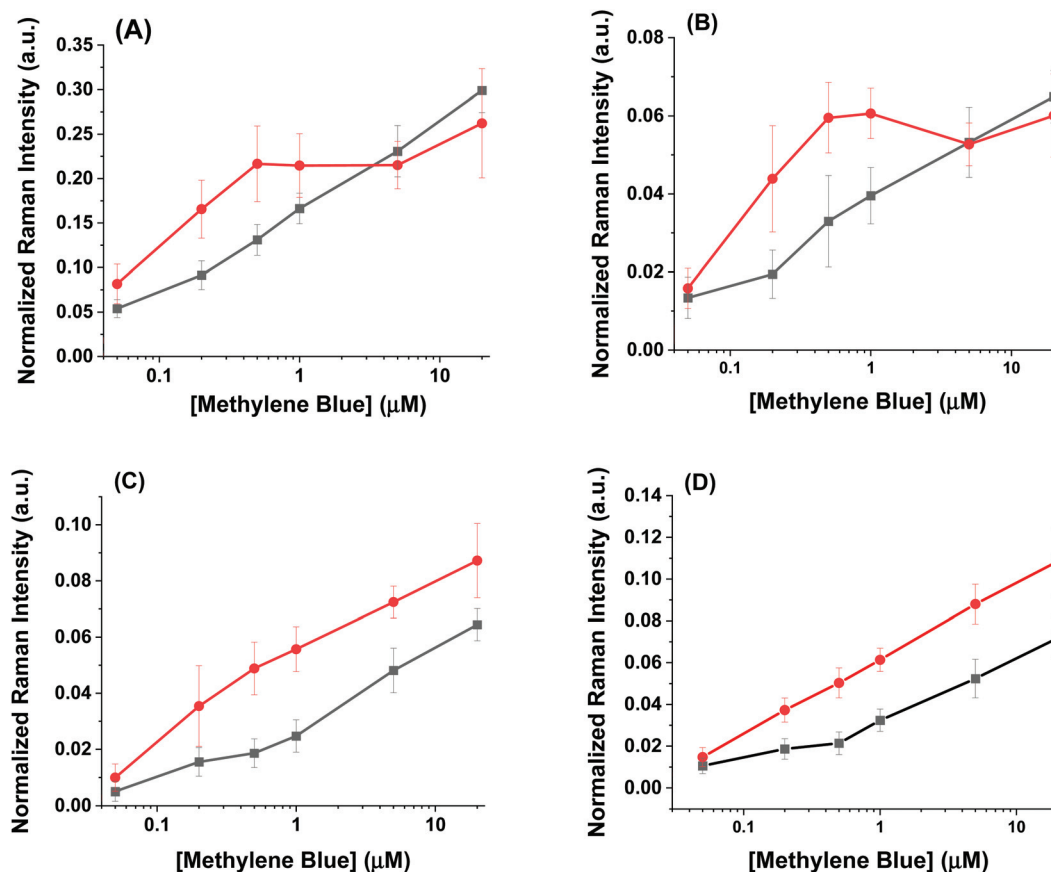 (A)
Normalized Raman Intensity (a.u.)
0.35
0.30
0.25
0.20
0.15
0.10
0.05
0.00
0.1 1 10
[Methylene Blue] (μM)
(B)
Normalized Raman Intensity (a.u.)
0.08
0.06
0.04
0.02
0.00
0.1 1 10
[Methylene Blue] (μM)
(C)
Normalized Raman Intensity (a.u.)
0.10
0.08
0.06
0.04
0.02
0.00
0.1 1 10
[Methylene Blue] (μM)
(D)
Normalized Raman Intensity (a.u.)
0.14
0.12
0.10
0.08
0.06
0.04
0.02
0.00
0.1 1 10
[Methylene Blue] (μM)